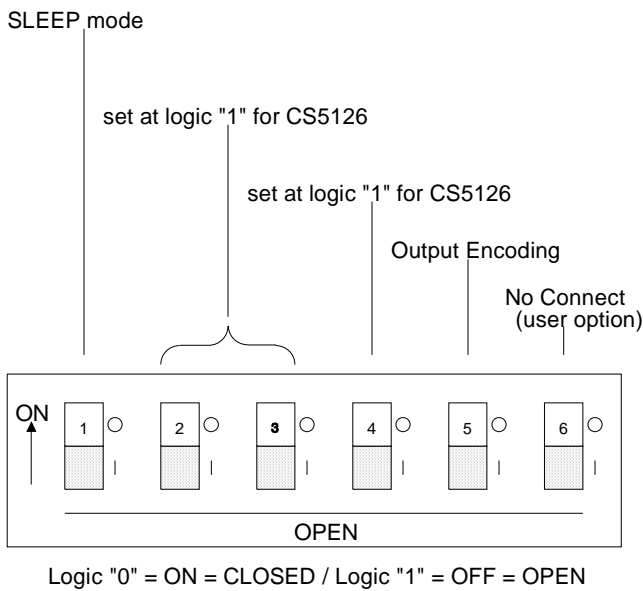 SLEEP mode
set at logic "1" for CS5126
set at logic "1" for CS5126
Output Encoding
No Connect
(user option)
ON
1 2 3 4 5 6
OPEN
Logic "0" = ON = CLOSED / Logic "1" = OFF = OPEN